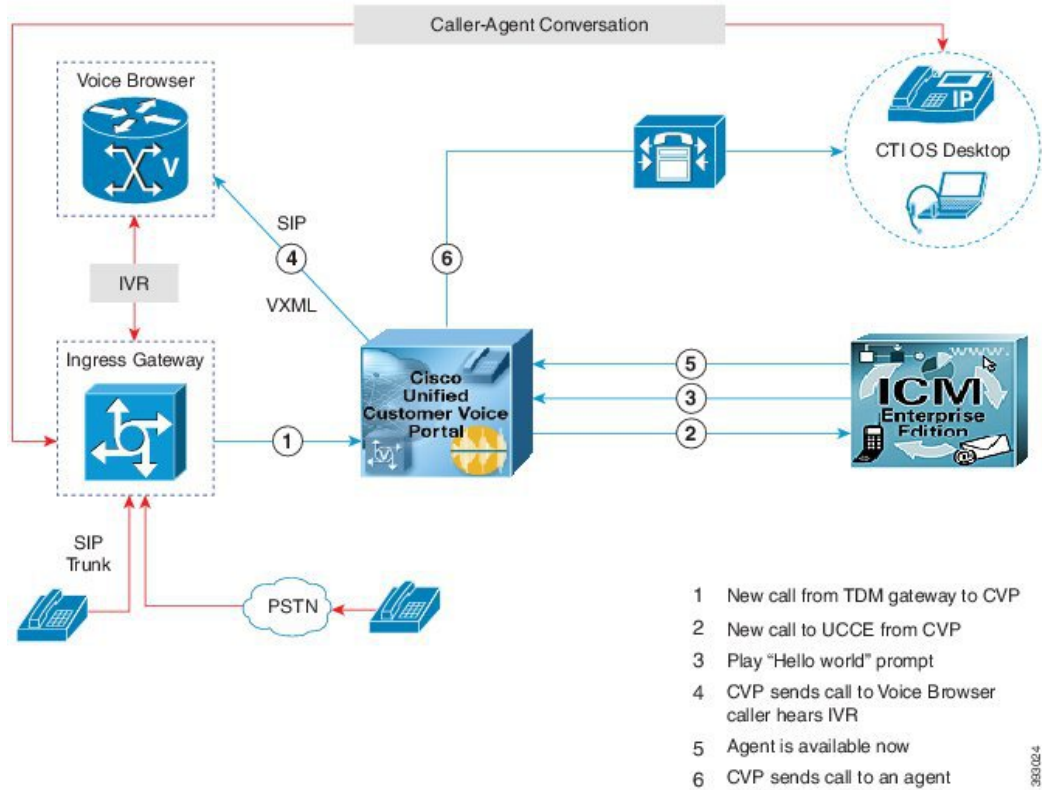 Caller-Agent Conversation
Voice Browser
V
IP
CTI OS Desktop
SIP
4
6
IVR
VXML
Ingress Gateway
Cisco
Unified
Customer Voice
Portal
V
5
WWW.
ICM
Enterprise
Edition
@
3
1
2
SIP
Trunk
PSTN
1 New call from TDM gateway to CVP
2 New call to UCCE from CVP
3 Play “Hello world” prompt
4 CVP sends call to Voice Browser
caller hears IVR
5 Agent is available now
6 CVP sends call to an agent
393024